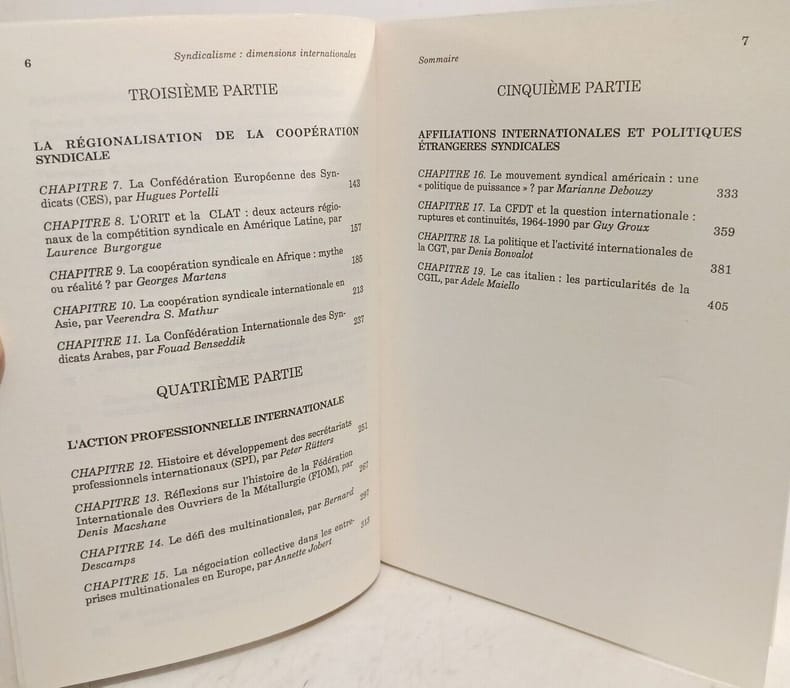 6
Syndicalisme : dimensions internationales
TROISIÈME PARTIE
LA RÉGIONALISATION DE LA COOPÉRATION
SYNDICALE
CHAPITRE 7. La Confédération Européenne des Syn-
dicats (CES), par Hugues Portelli 143
CHAPITRE 8. L'ORIT et la CLAT : deux acteurs régio-
naux de la compétition syndicale en Amérique Latine, par
Laurence Burgorgue 157
CHAPITRE 9. La coopération syndicale en Afrique : mythe
ou réalité ? par Georges Martens 185
CHAPITRE 10. La coopération syndicale internationale en
Asie, par Veerendra S. Mathur 213
CHAPITRE 11. La Confédération Internationale des Syn-
dicats Arabes, par Fouad Benseddik 237
QUATRIÈME PARTIE
L'ACTION PROFESSIONNELLE INTERNATIONALE
CHAPITRE 12. Histoire et développement des secrétariats
professionnels internationaux (SPI), par Peter Rütters 251
CHAPITRE 13. Réflexions sur l'histoire de la Fédération
Internationale des Ouvriers de la Métallurgie (FIOM), par
Denis Macshane 267
CHAPITRE 14. Le défi des multinationales, par Bernard
Descamps 297
CHAPITRE 15. La négociation collective dans les entre-
prises multinationales en Europe, par Annette Jobert 313
7
Sommaire
CINQUIÈME PARTIE
AFFILIATIONS INTERNATIONALES ET POLITIQUES
ÉTRANGERES SYNDICALES
CHAPITRE 16. Le mouvement syndical américain : une
« politique de puissance » ? par Marianne Debouzy 333
CHAPITRE 17. La CFDT et la question internationale :
ruptures et continuités, 1964-1990 par Guy Groux 359
CHAPITRE 18. La politique et l'activité internationales de
la CGT, par Denis Bonvalot 381
CHAPITRE 19. Le cas italien : les particularités de la
CGIL, par Adele Maiello 405